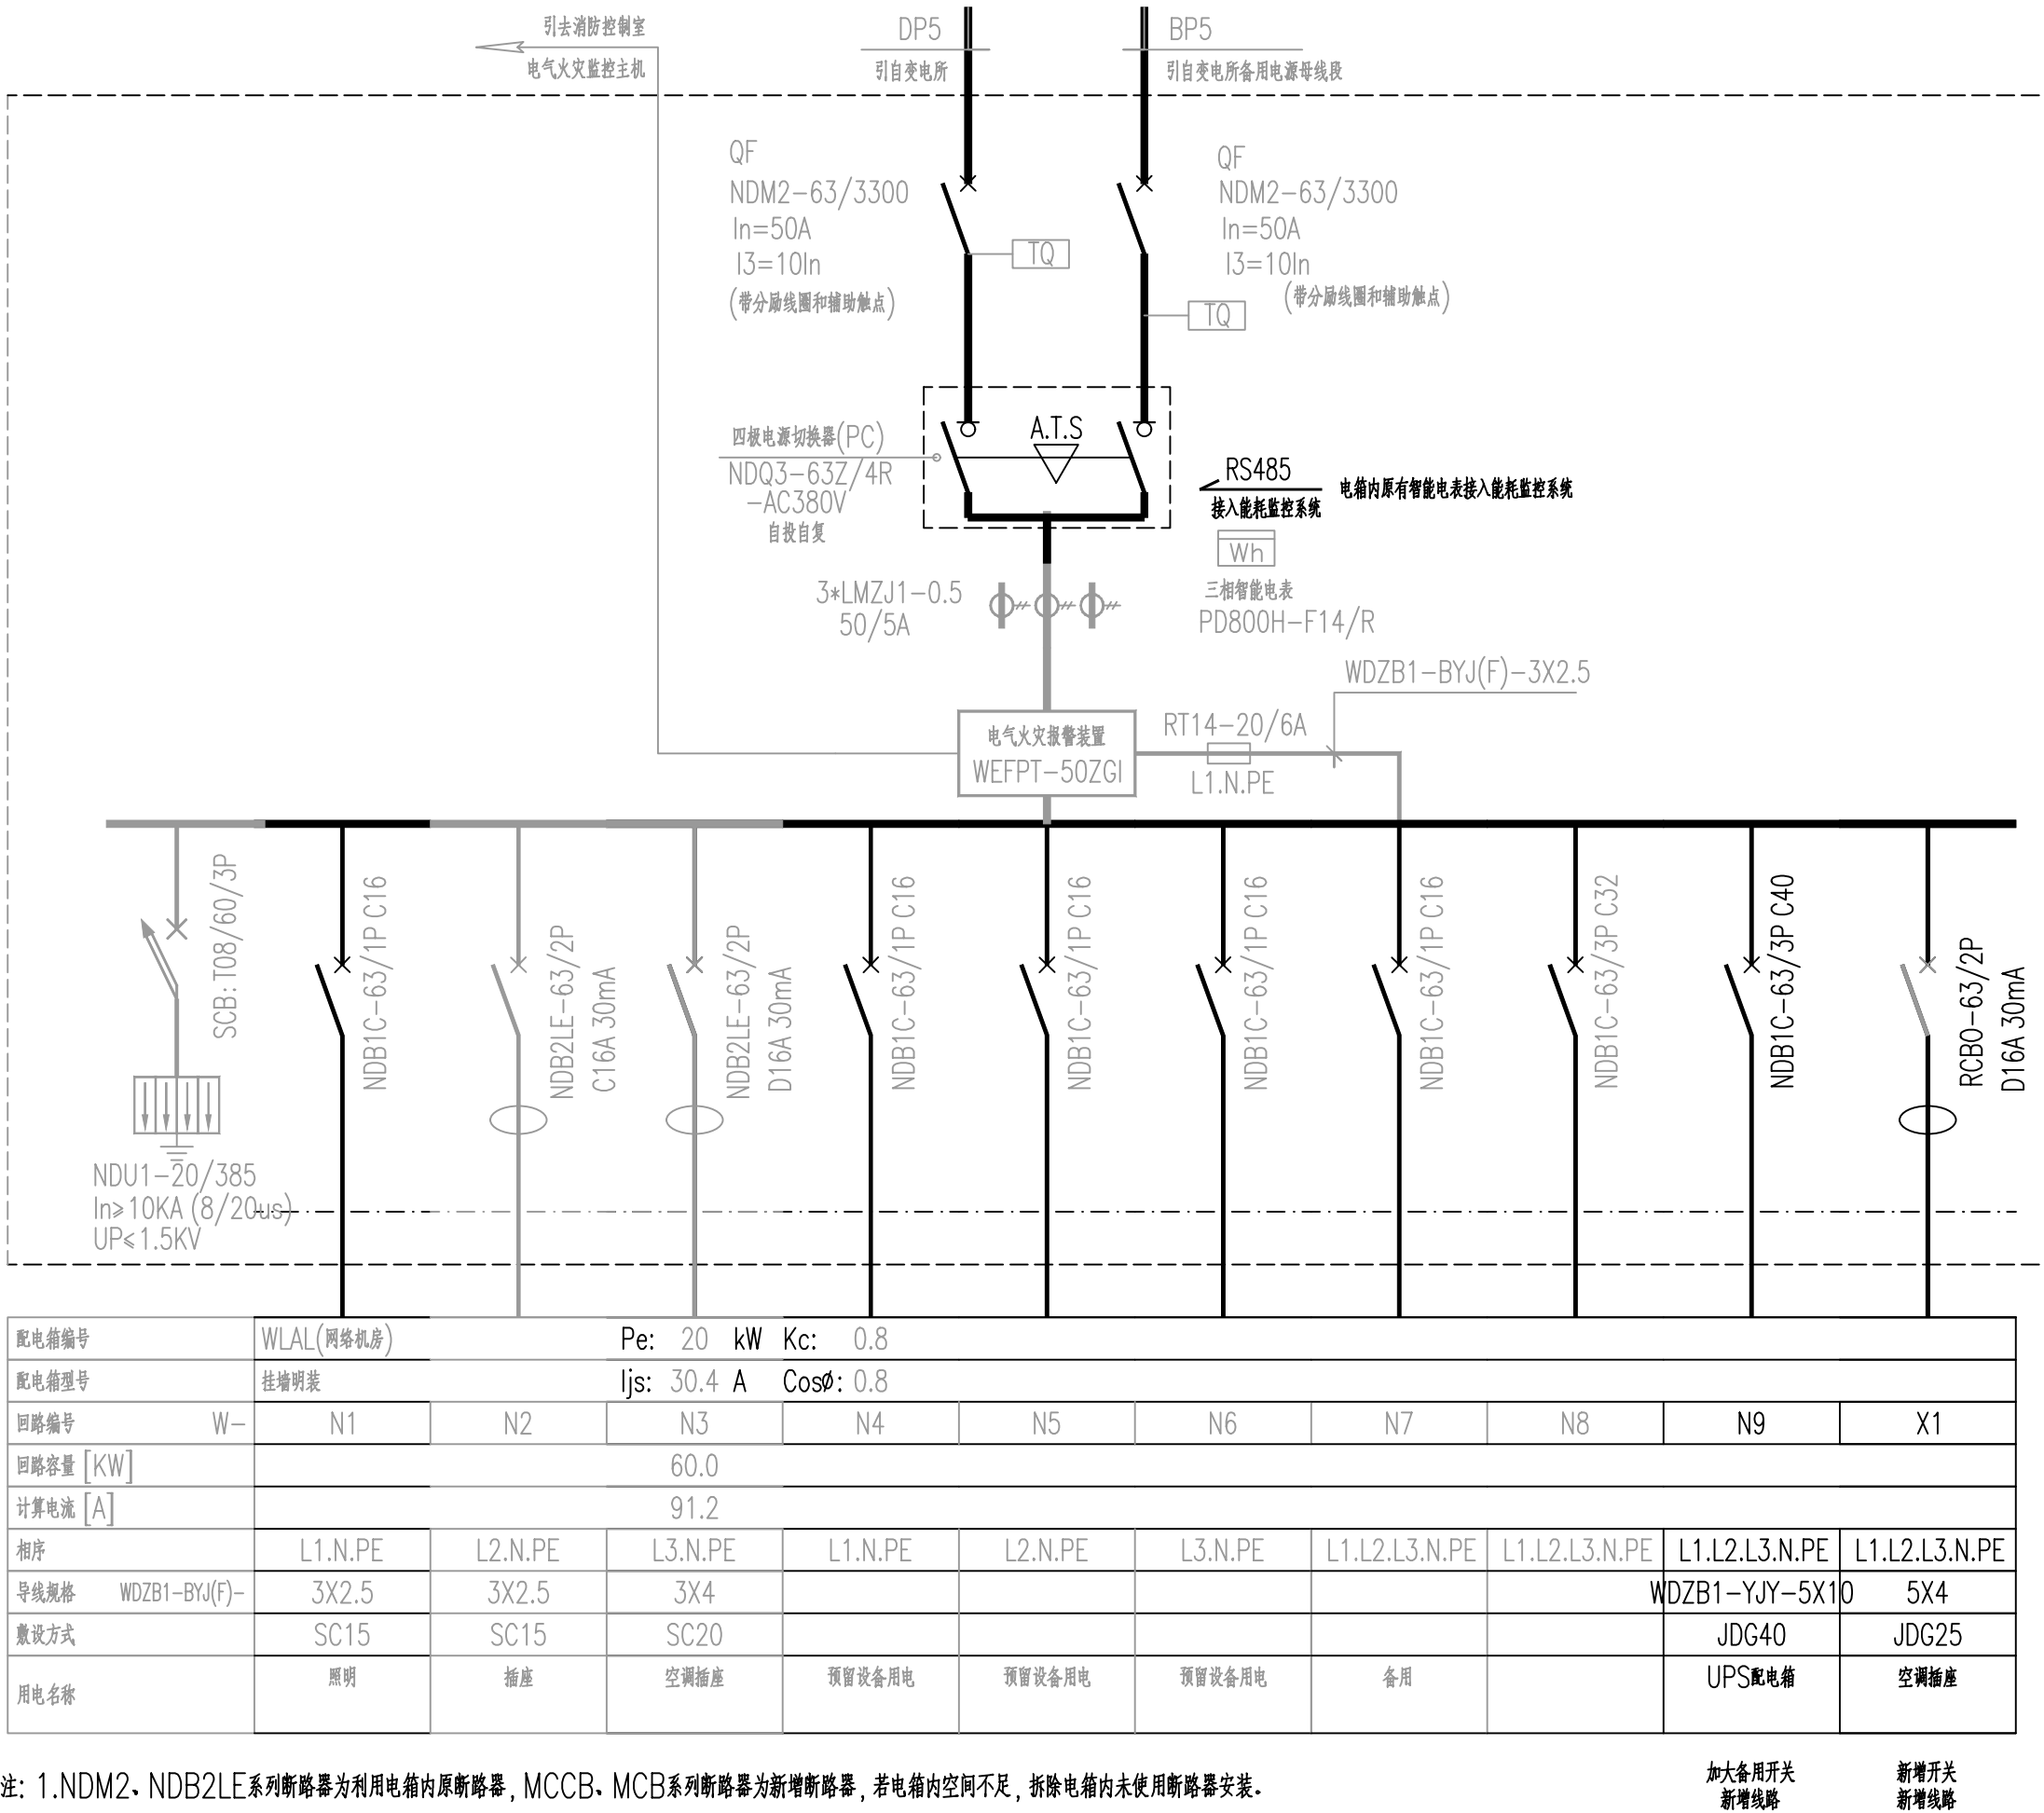 引去消防控制室
电气火灾监控主机
DP5
引自变电所
BP5
引自变电所备用电源母线段
QF
NDM2-63/3300
In=50A
I3=10In
(带分励线圈和辅助触点)
TQ
QF
NDM2-63/3300
In=50A
I3=10In
(带分励线圈和辅助触点)
TQ
四极电源切换器(PC)
NDQ3-63Z/4R
-AC380V
自投自复
A.T.S
RS485
接入能耗监控系统
电箱内原有智能电表接入能耗监控系统
Wh
三相智能电表
PD800H-F14/R
3*LMZJ1-0.5
50/5A
WDZB1-BYJ(F)-3X2.5
电气火灾报警装置
WEFPT-50ZGI
RT14-20/6A
L1.N.PE
SCB:T08/60/3P
NDU1-20/385
In≥10KA (8/20us)
UP≤1.5KV
NDB1C-63/1P C16
NDB2LE-63/2P
C16A 30mA
NDB2LE-63/2P
D16A 30mA
NDB1C-63/1P C16
NDB1C-63/1P C16
NDB1C-63/1P C16
NDB1C-63/1P C16
NDB1C-63/3P C32
NDB1C-63/3P C40
RCBO-63/2P
D16A 30mA
配电箱编号 WLAL(网络机房) Pe: 20 kW Kc: 0.8
配电箱型号 挂墙明装 Ijs: 30.4 A CosØ: 0.8
回路编号 W- N1 N2 N3 N4 N5 N6 N7 N8 N9 X1
回路容量 [KW] 60.0
计算电流 [A] 91.2
相序 L1.N.PE L2.N.PE L3.N.PE L1.N.PE L2.N.PE L3.N.PE L1.L2.L3.N.PE L1.L2.L3.N.PE L1.L2.L3.N.PE L1.L2.L3.N.PE
导线规格 WDZB1-BYJ(F)- 3X2.5 3X2.5 3X4 WDZB1-YJY-5X10 5X4
敷设方式 SC15 SC15 SC20 JDG40 JDG25
用电名称 照明 插座 空调插座 预留设备用电 预留设备用电 预留设备用电 备用 UPS配电箱 空调插座
加大备用开关
新增线路
新增开关
新增线路
注: 1.NDM2、NDB2LE系列断路器为利用电箱内原断路器, MCCB、MCB系列断路器为新增断路器, 若电箱内空间不足, 拆除电箱内未使用断路器安装。